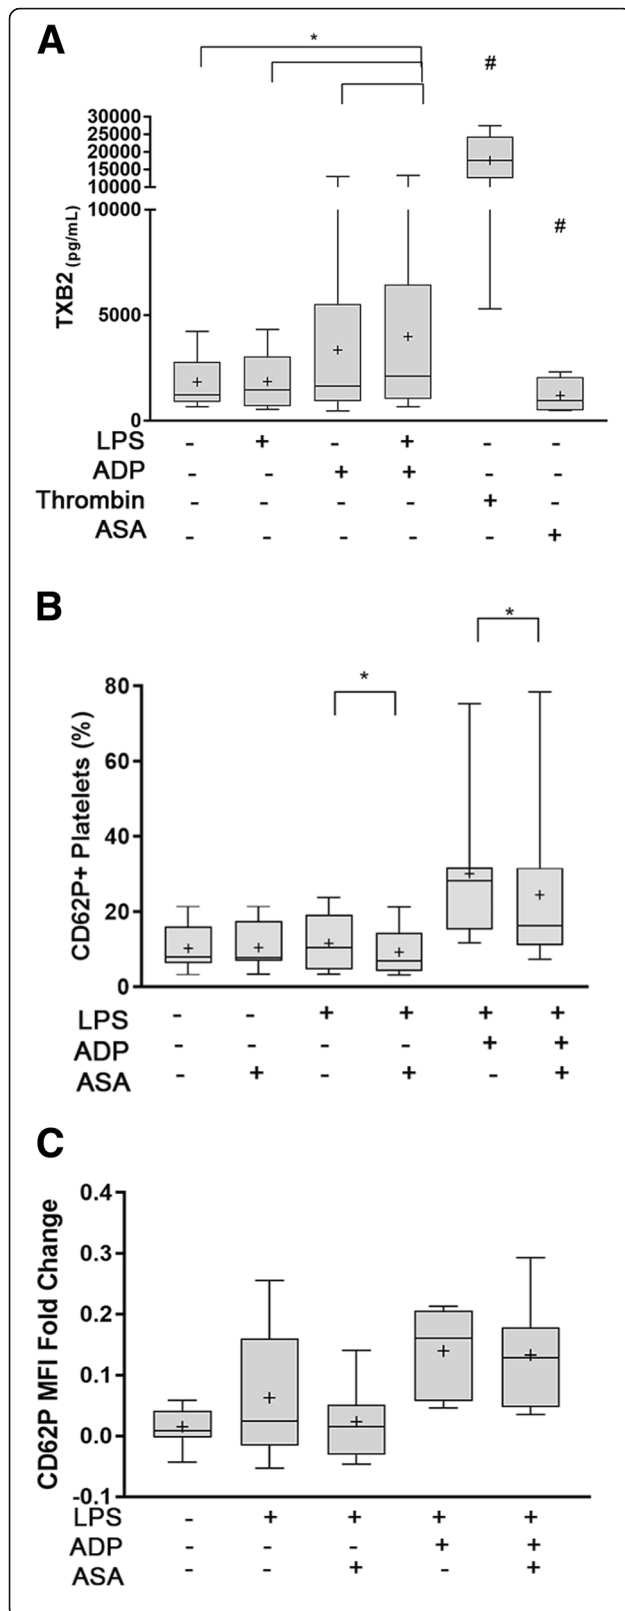 A
*
#
30000
25000
20000
15000
10000
10000
#
TXB2 (pg/mL)
5000
0
LPS - + - + - -
ADP - - + + - -
Thrombin - - - - + -
ASA - - - - - +
B
*
*
80
60
CD62P+ Platelets (%)
40
20
0
LPS - - + + + +
ADP - - - - + +
ASA - + - + - +
C
0.4
0.3
CD62P MFI Fold Change
0.2
0.1
0.0
-0.1
LPS - + + + +
ADP - - - + +
ASA - - + - +